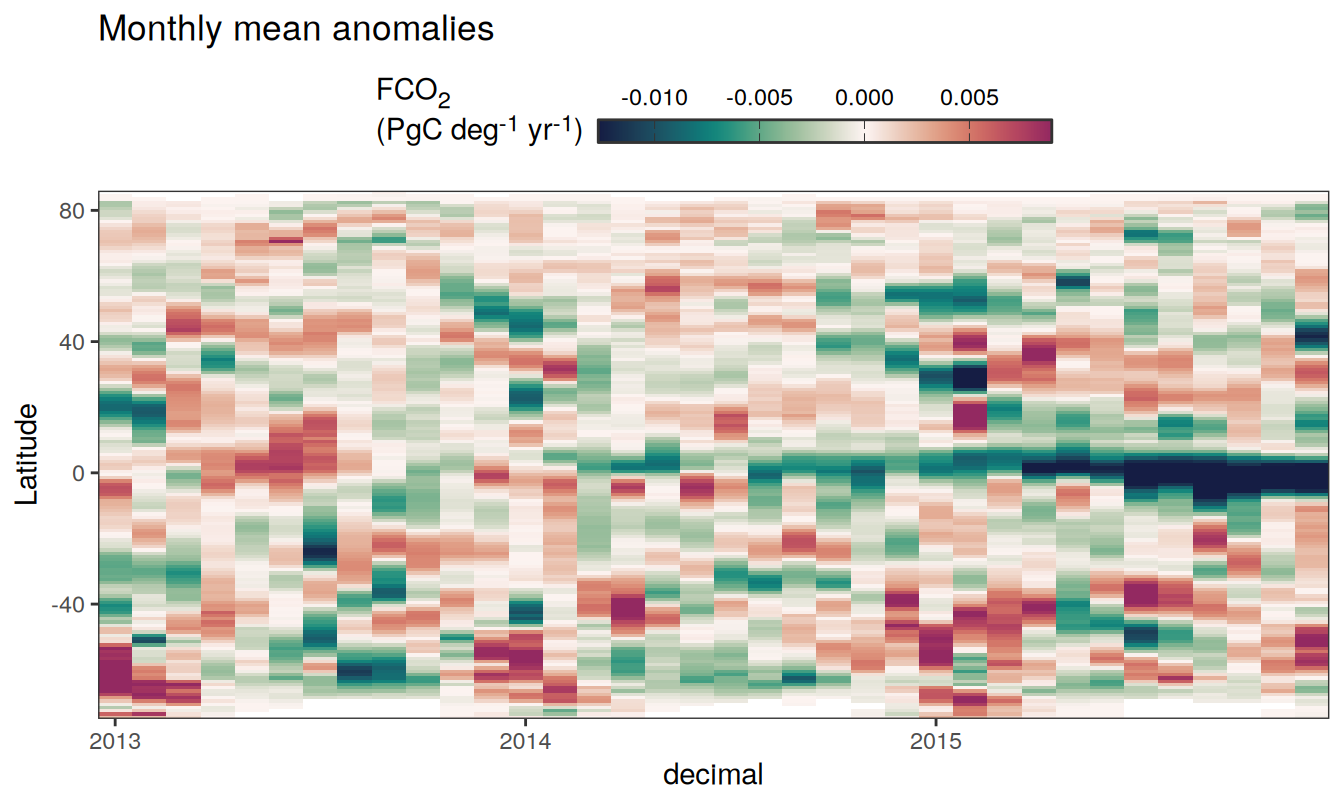 Monthly mean anomalies
FCO₂
(PgC deg⁻¹ yr⁻¹)
-0.010 -0.005 0.000 0.005
Latitude
80
40
0
-40
2013 2014 2015
decimal